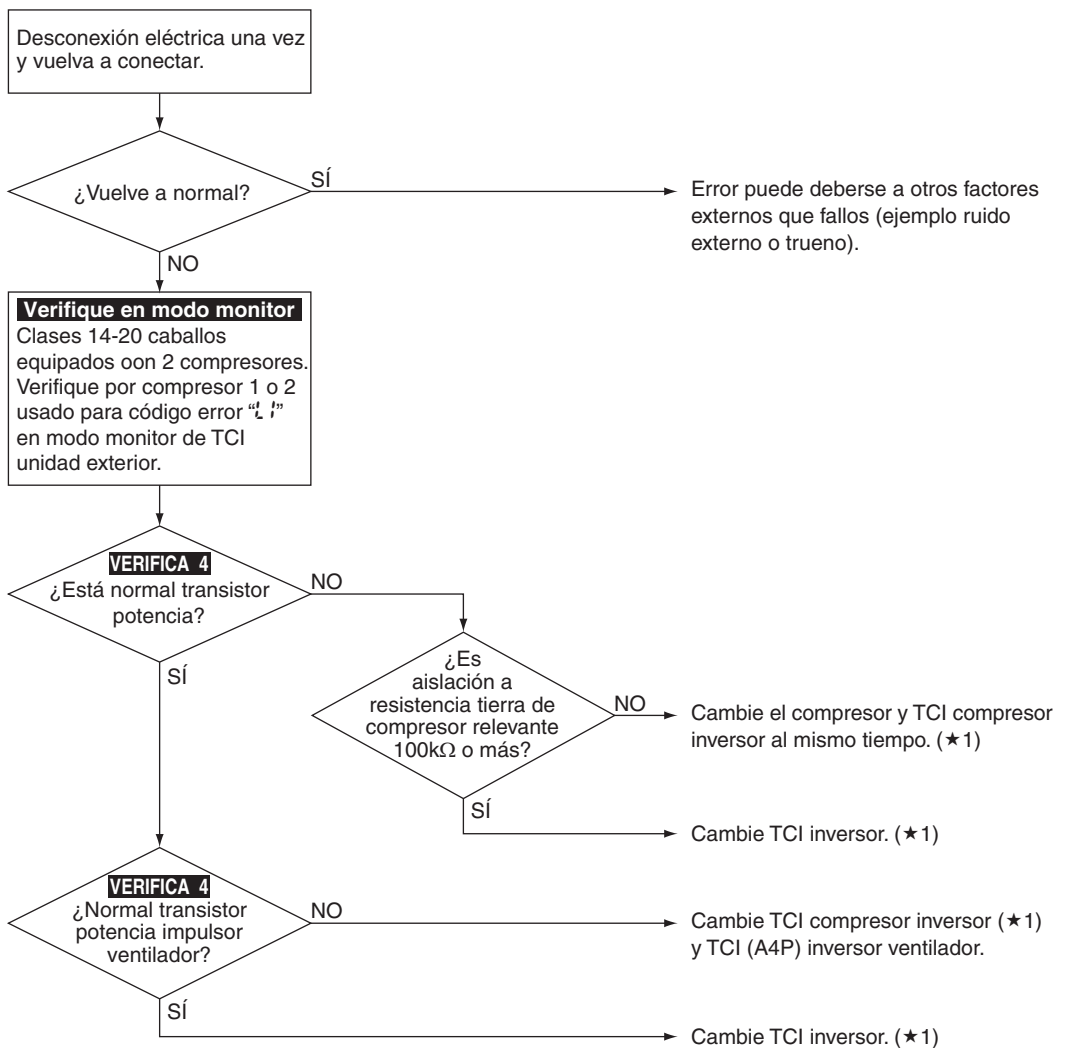 Desconexión eléctrica una vez
y vuelva a conectar.
¿Vuelve a normal?
SÍ
Error puede deberse a otros factores
externos que fallos (ejemplo ruido
externo o trueno).
NO
Verifique en modo monitor
Clases 14-20 caballos
equipados oon 2 compresores.
Verifique por compresor 1 o 2
usado para código error “L1”
en modo monitor de TCI
unidad exterior.
VERIFICA 4
¿Está normal transistor
potencia?
NO
SÍ
¿Es
aislación a
resistencia tierra de
compresor relevante
100kΩ o más?
NO
Cambie el compresor y TCI compresor
inversor al mismo tiempo. (★1)
SÍ
Cambie TCI inversor. (★1)
VERIFICA 4
¿Normal transistor
potencia impulsor
ventilador?
NO
Cambie TCI compresor inversor (★1)
y TCI (A4P) inversor ventilador.
SÍ
Cambie TCI inversor. (★1)